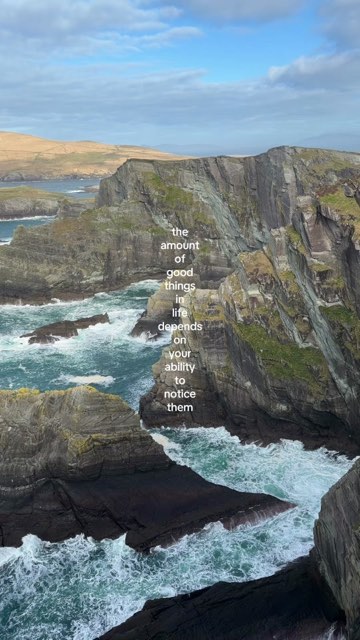 the
amount
of
good
things
in
life
depends
on
your
ability
to
notice
them